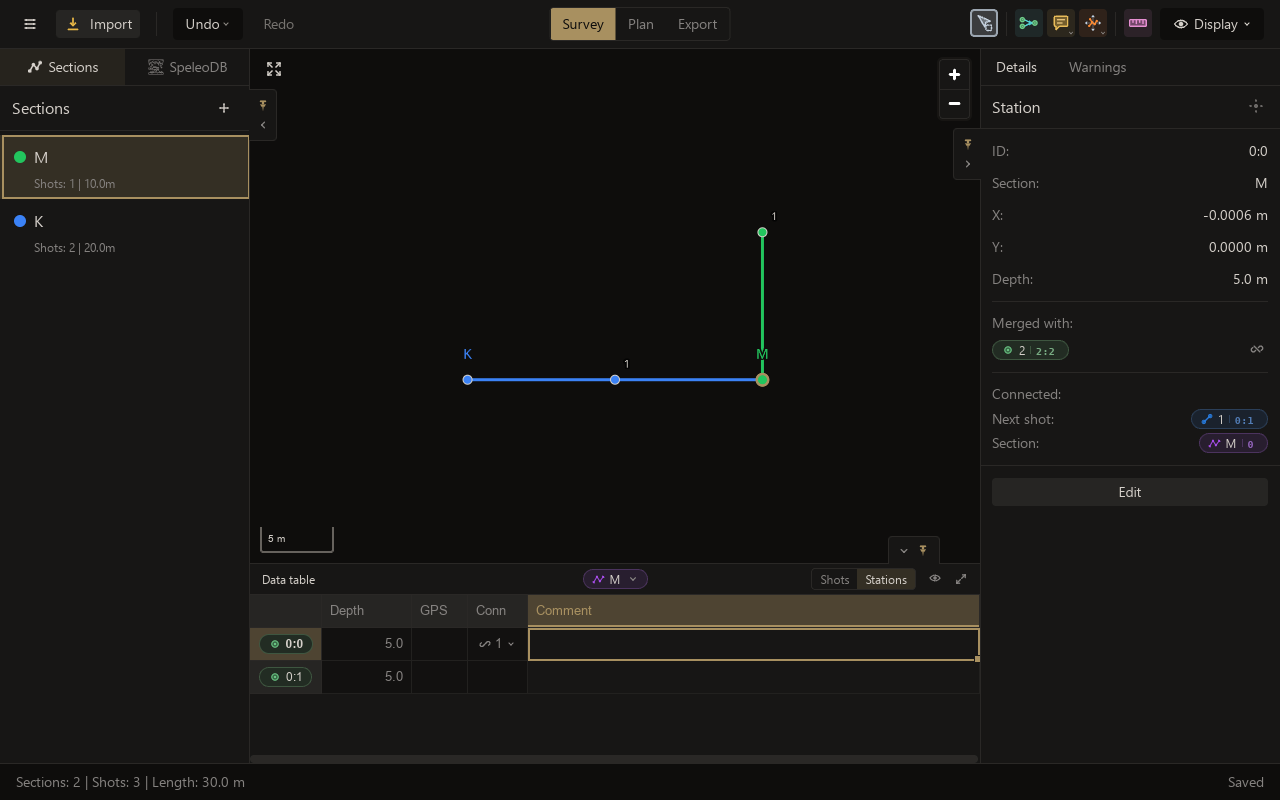 Import
Undo
Redo
Survey
Plan
Export
Display
Sections
SpeleoDB
Sections
M
Shots: 1 | 10.0m
K
Shots: 2 | 20.0m
1
K
1
M
5 m
Details
Warnings
Station
ID: 0:0
Section: M
X: -0.0006 m
Y: 0.0000 m
Depth: 5.0 m
Merged with:
2 | 2:2
Connected:
Next shot: 1 | 0:1
Section: M | 0
Edit
Data table
M
Shots
Stations
Depth GPS Conn Comment
0:0 5.0 1
0:1 5.0
Sections: 2 | Shots: 3 | Length: 30.0 m
Saved